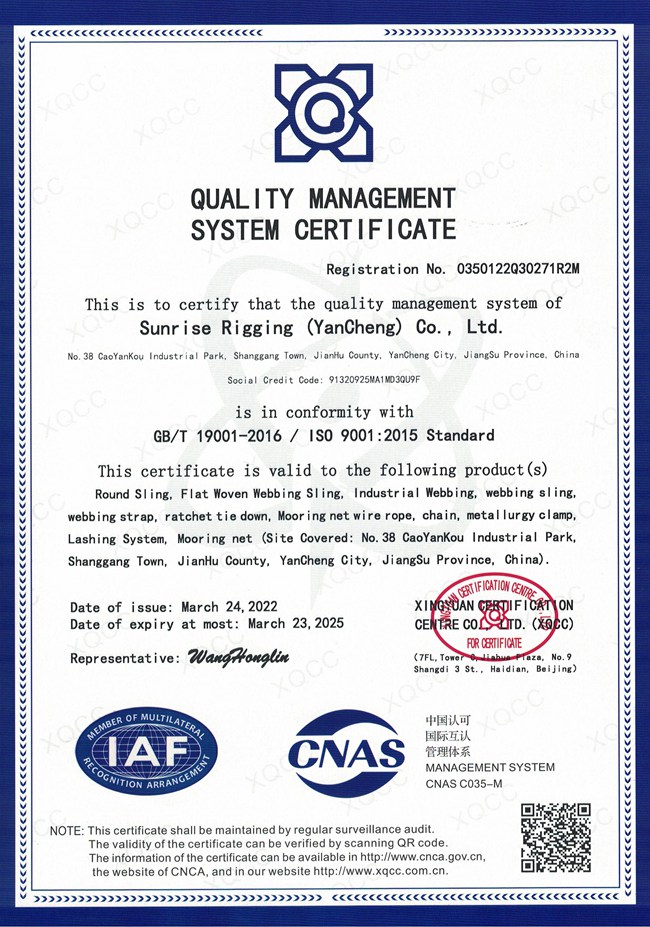 QUALITY MANAGEMENT
SYSTEM CERTIFICATE
Registration No. 0350122Q30271R2M
This is to certify that the quality management system of
Sunrise Rigging (YanCheng) Co., Ltd.
No.38 CaoYanKou Industrial Park, Shanggang Town, JianHu County, YanCheng City, JiangSu Province, China
Social Credit Code: 91320925MA1MD3QU9F
is in conformity with
GB/T 19001-2016 / ISO 9001:2015 Standard
This certificate is valid to the following product(s)
Round Sling, Flat Woven Webbing Sling, Industrial Webbing, webbing sling,
webbing strap, ratchet tie down, Mooring net wire rope, chain, metallurgy clamp,
Lashing System, Mooring net (Site Covered: No.38 CaoYanKou Industrial Park,
Shanggang Town, JianHu County, YanCheng City, JiangSu Province, China).
Date of issue: March 24,2022
Date of expiry at most: March 23,2025
Representative: WangHonglin
XINGYUAN CERTIFICATION
CENTRE CO., LTD. (XQCC)
(7FL,Tower C,Jiahua Plaza, No.9
Shangdi 3 St., Haidian, Beijing)
FOR CERTIFICATE
MEMBER OF MULTILATERAL
IAF
RECOGNITION ARRANGEMENT
CNAS
中国认可
国际互认
管理体系
MANAGEMENT SYSTEM
CNAS C035-M
NOTE: This certificate shall be maintained by regular surveillance audit.
The validity of the certificate can be verified by scanning QR code.
The information of the certificate can be available in http://www.cnca.gov.cn,
the website of CNCA, and in our website http://www.xqcc.com.cn.